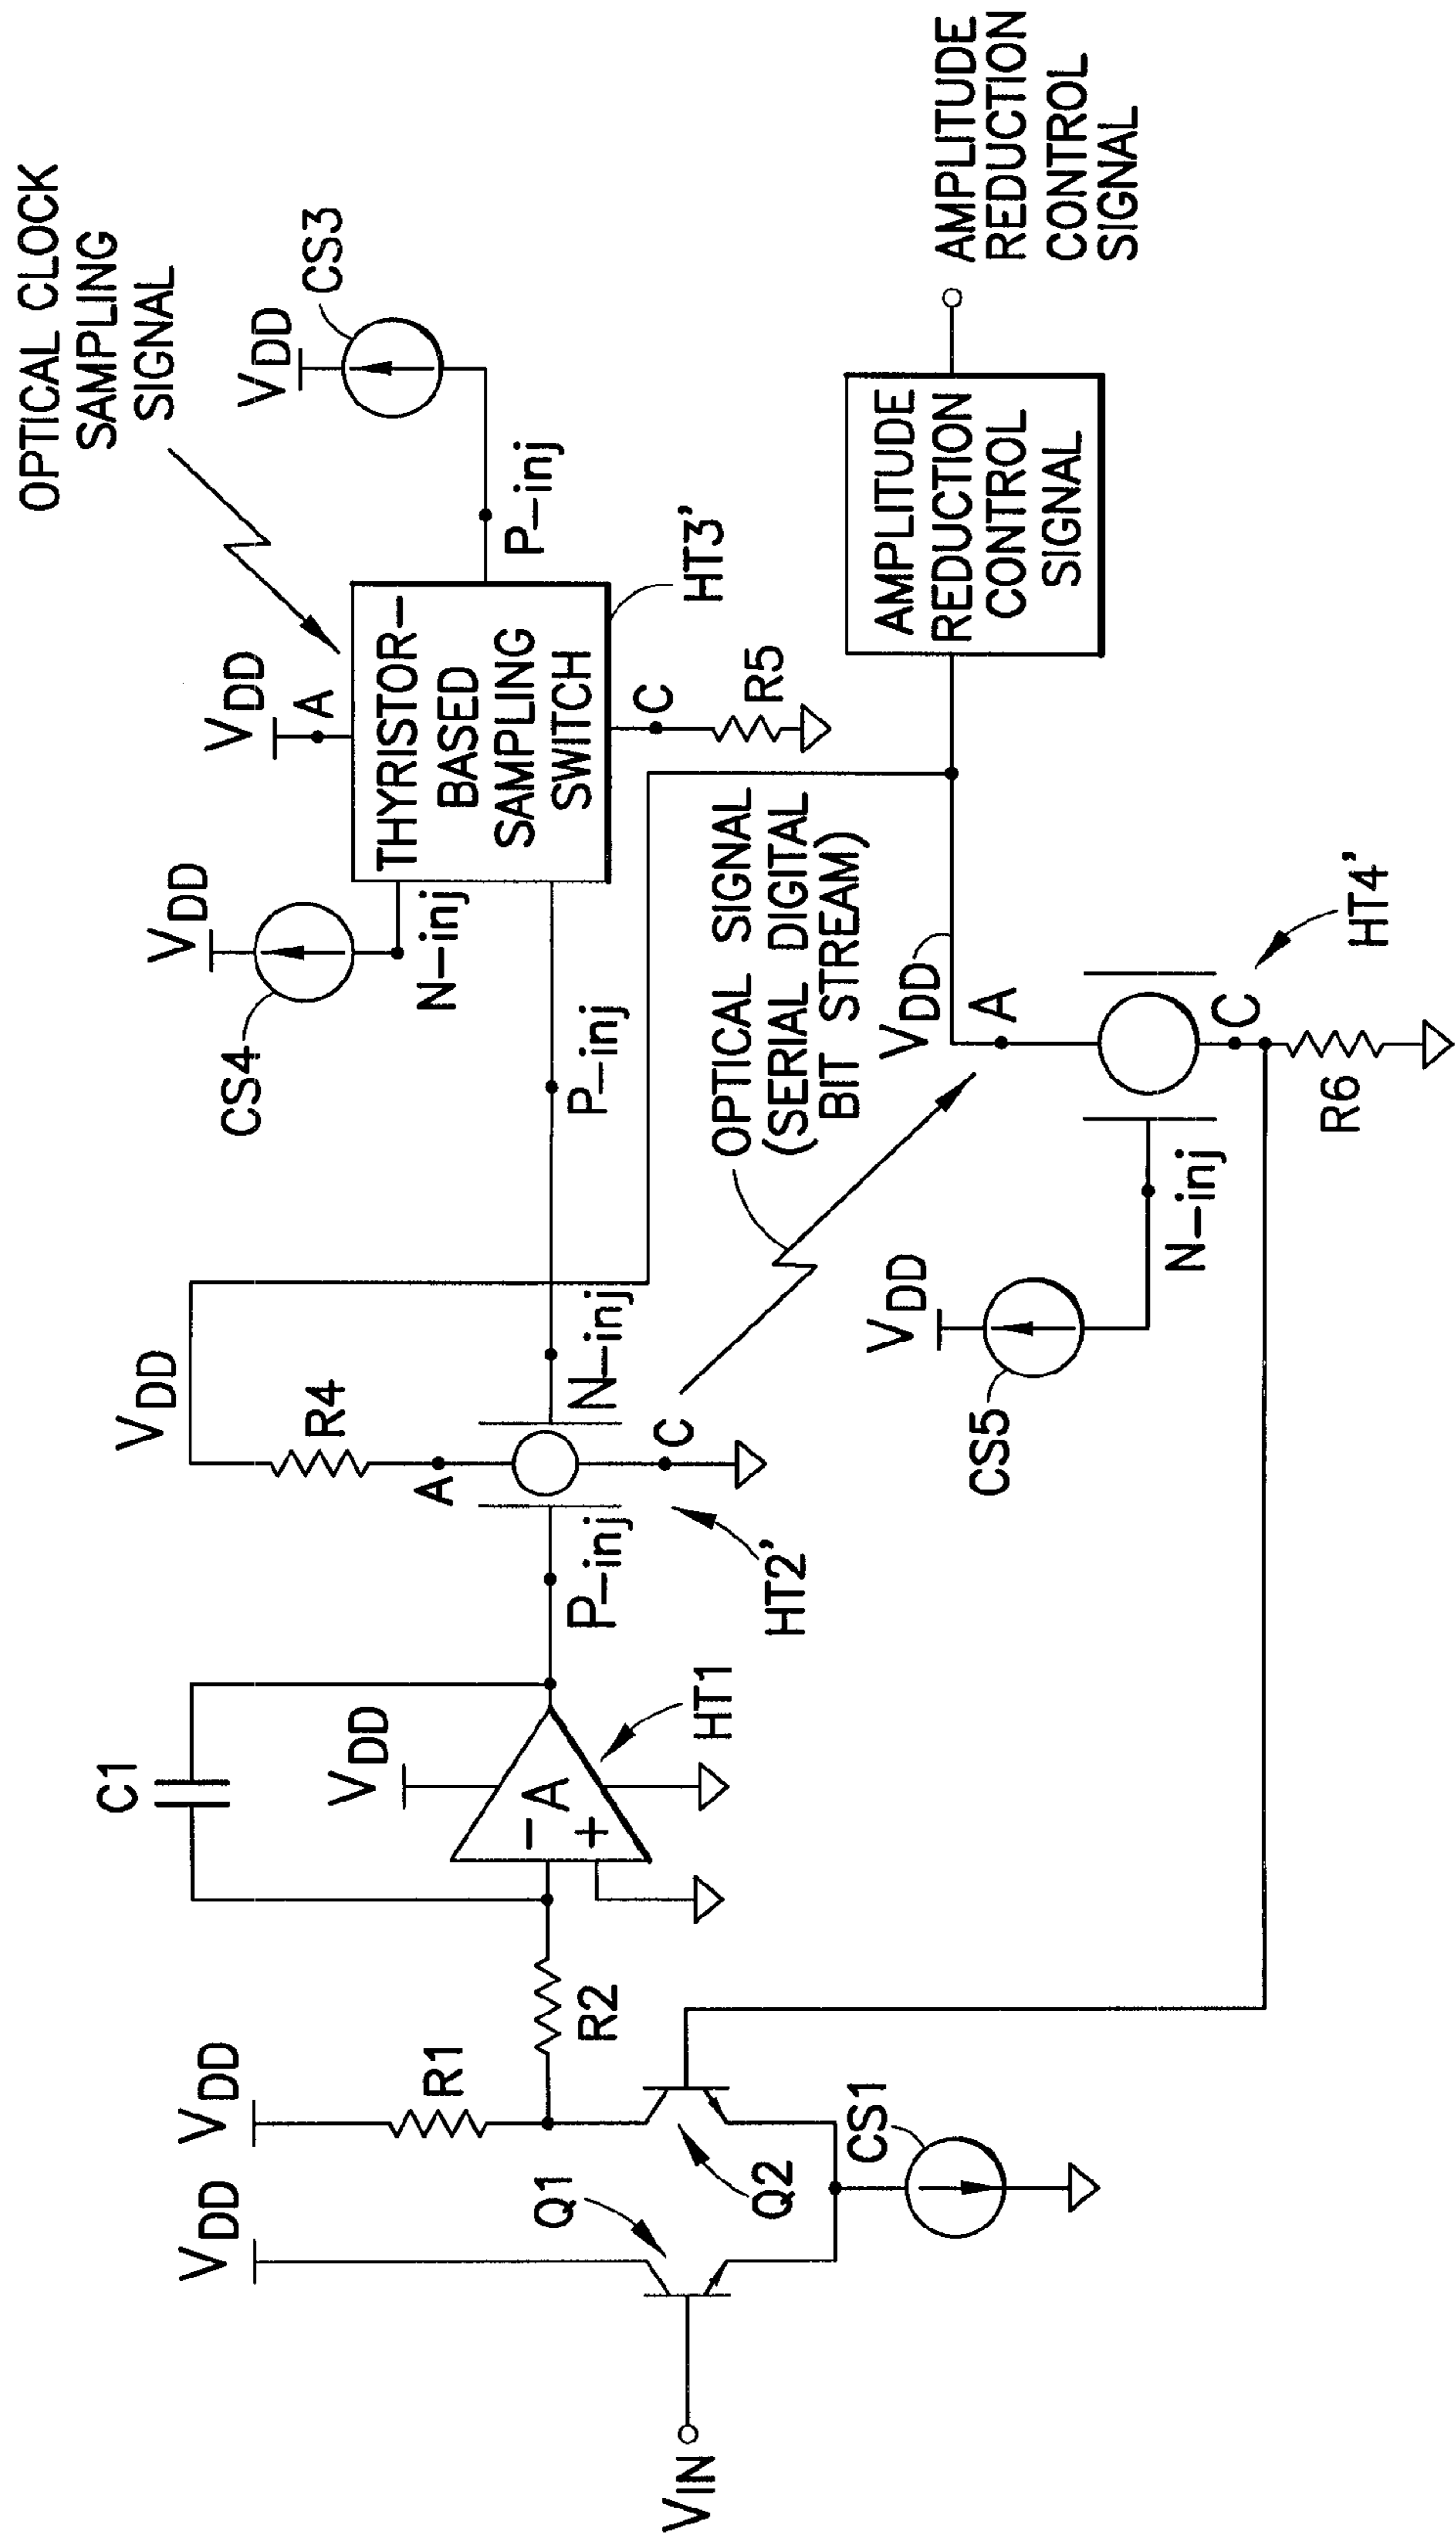 OPTICAL CLOCK
SAMPLING
SIGNAL
VDD
CS3
VDD
A
VDD
CS4
N-inj
THYRISTOR-
BASED
SAMPLING
SWITCH
P-inj
HT3'
C
R5
P-inj
VDD
R4
A
N-inj
P-inj
C
HT2'
C1
VDD
- A
+
HT1
VDD
VDD
R1
R2
Q1
Q2
VIN
CS1
OPTICAL SIGNAL
(SERIAL DIGITAL
BIT STREAM)
AMPLITUDE
REDUCTION
CONTROL
SIGNAL
AMPLITUDE
REDUCTION
CONTROL
SIGNAL
VDD
A
VDD
CS5
N-inj
C
HT4'
R6